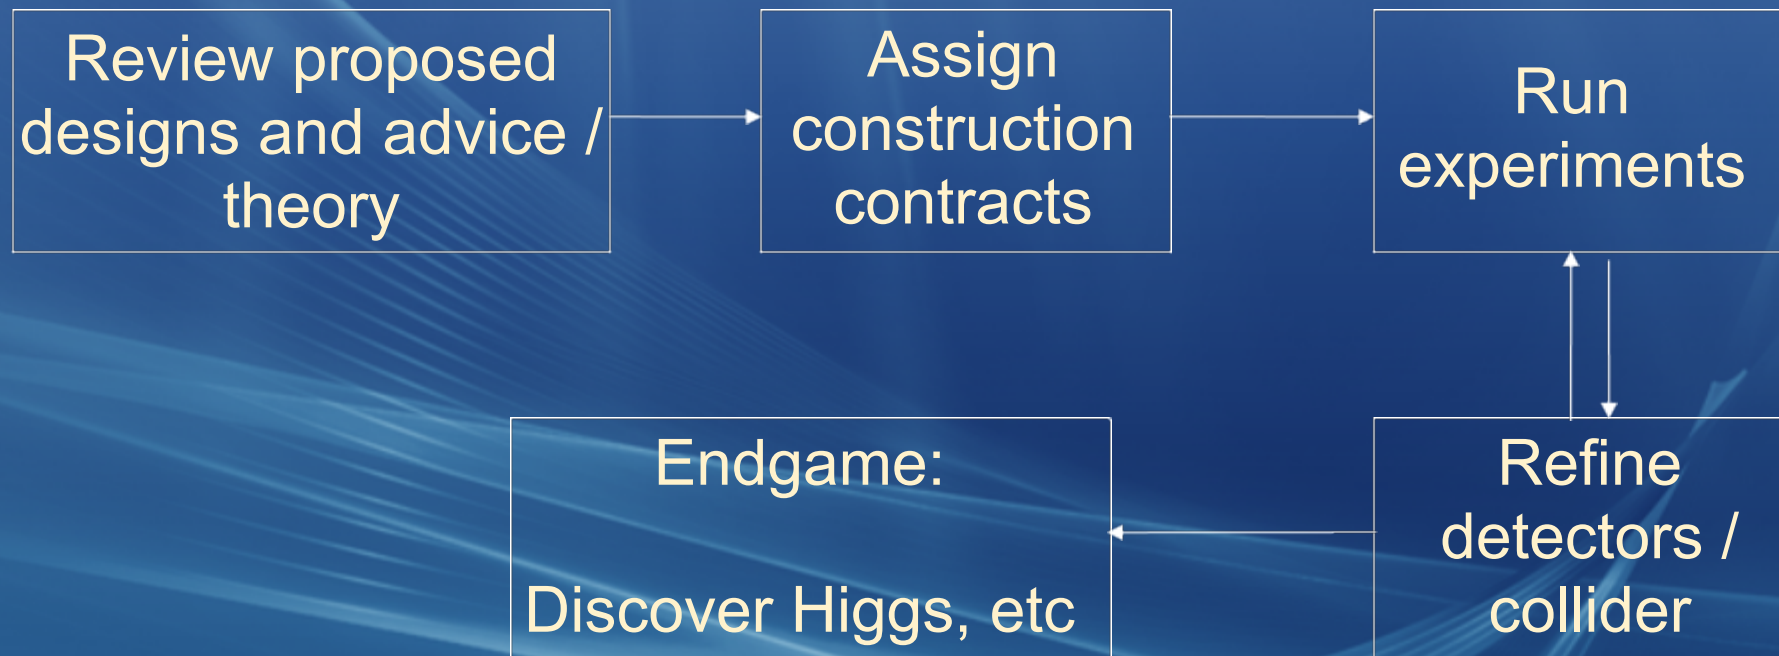 Review proposed
designs and advice /
theory
Assign
construction
contracts
Run
experiments
Refine
detectors /
collider
Endgame:
Discover Higgs, etc